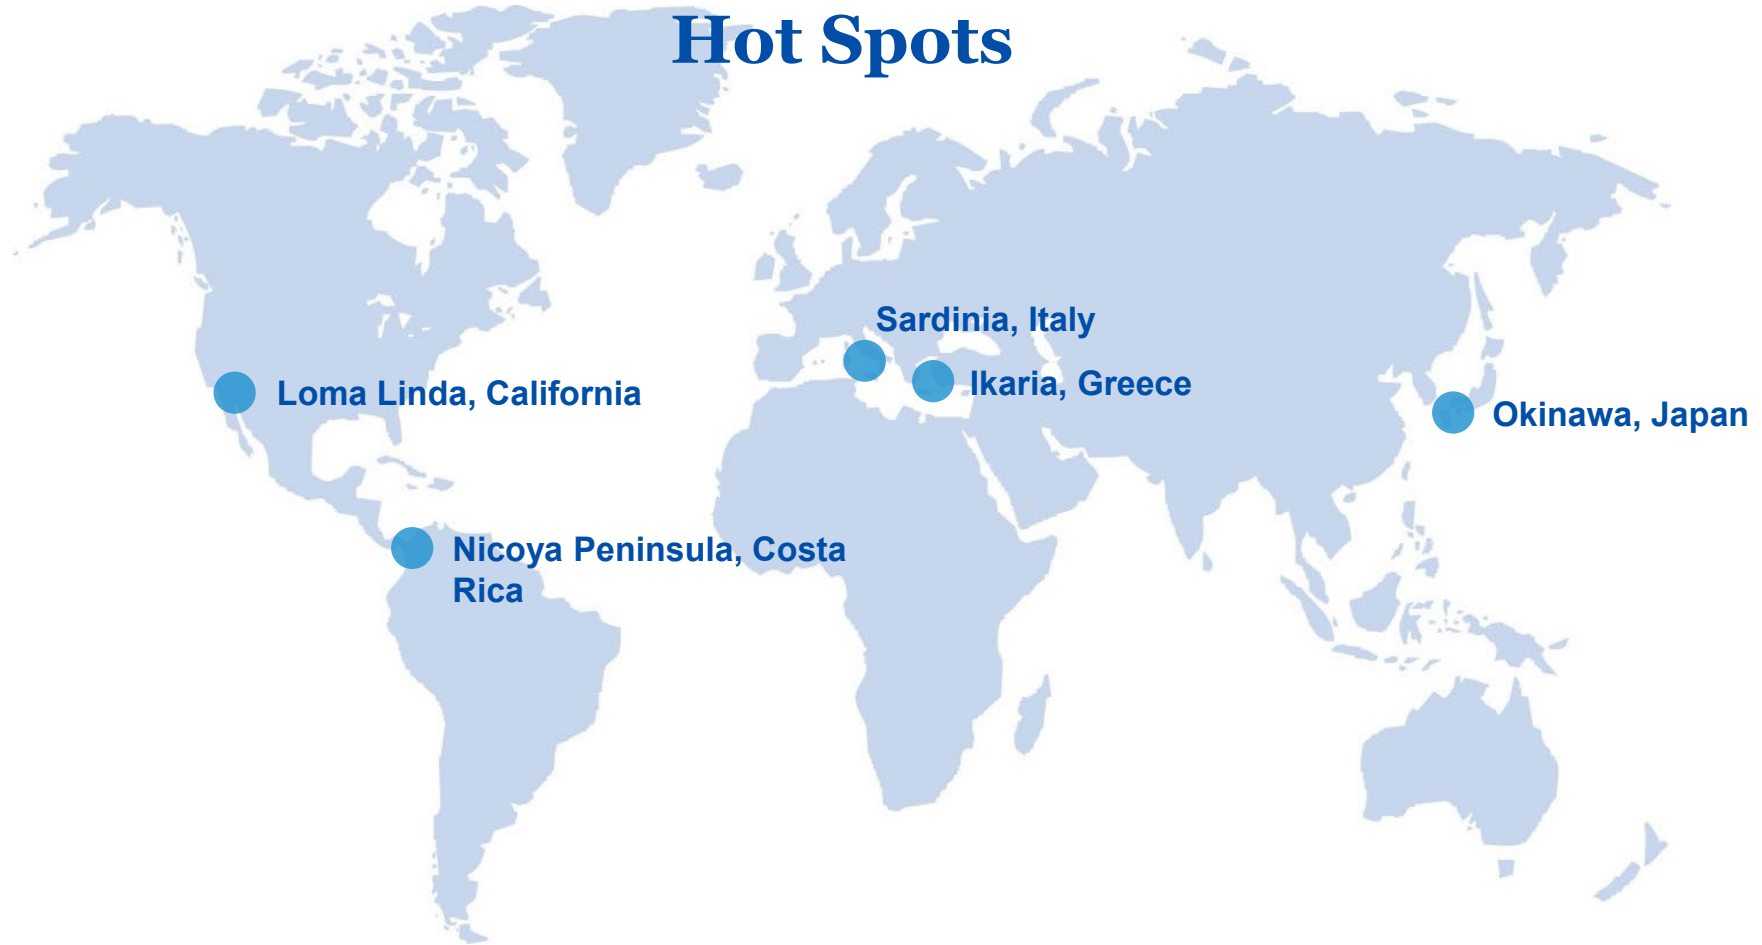 Hot Spots
Sardinia, Italy
Ikaria, Greece
Loma Linda, California
Okinawa, Japan
Nicoya Peninsula, Costa
Rica